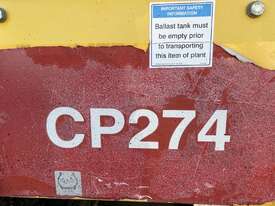 IMPORTANT SAFETY
INFORMATION
Ballast tank must
be empty prior
to transporting
this item of plant
CP274